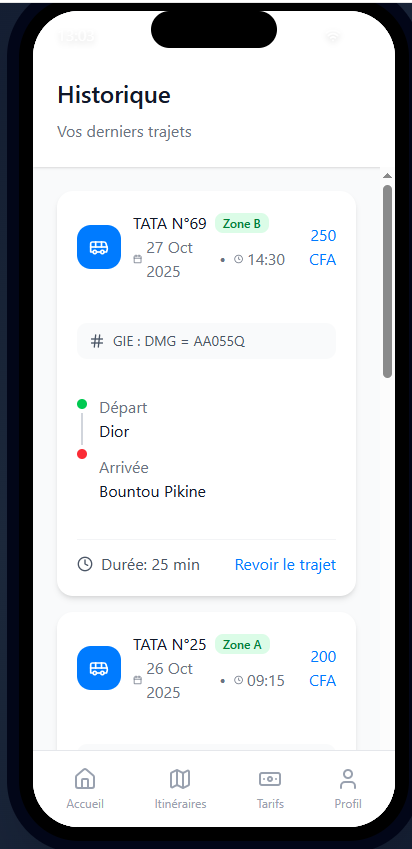 13:03
Historique
Vos derniers trajets
TATA N°69 Zone B
250 CFA
27 Oct 2025 • 14:30
# GIE : DMG = AA055Q
Départ
Dior
Arrivée
Bountou Pikine
Durée: 25 min Revoir le trajet
TATA N°25 Zone A
200 CFA
26 Oct 2025 • 09:15
Accueil Itinéraires Tarifs Profil